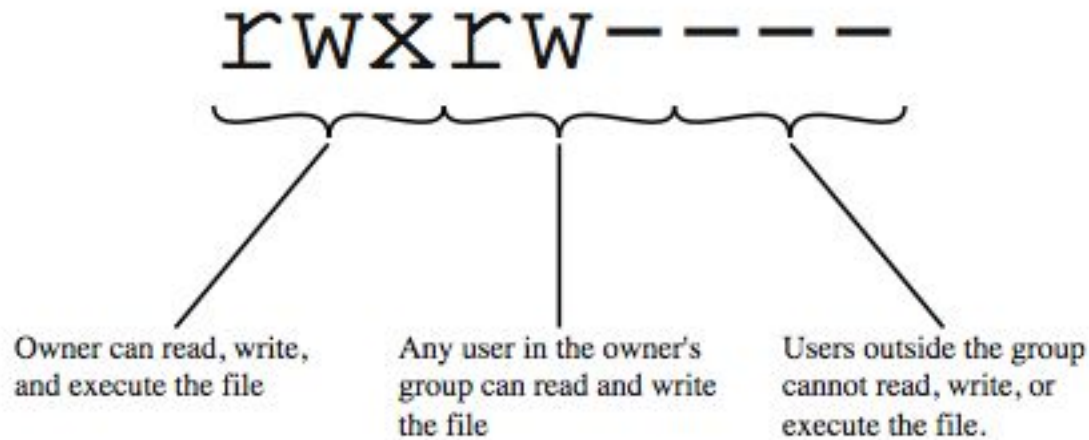 rwxrw----
Owner can read, write,
and execute the file
Any user in the owner's
group can read and write
the file
Users outside the group
cannot read, write, or
execute the file.